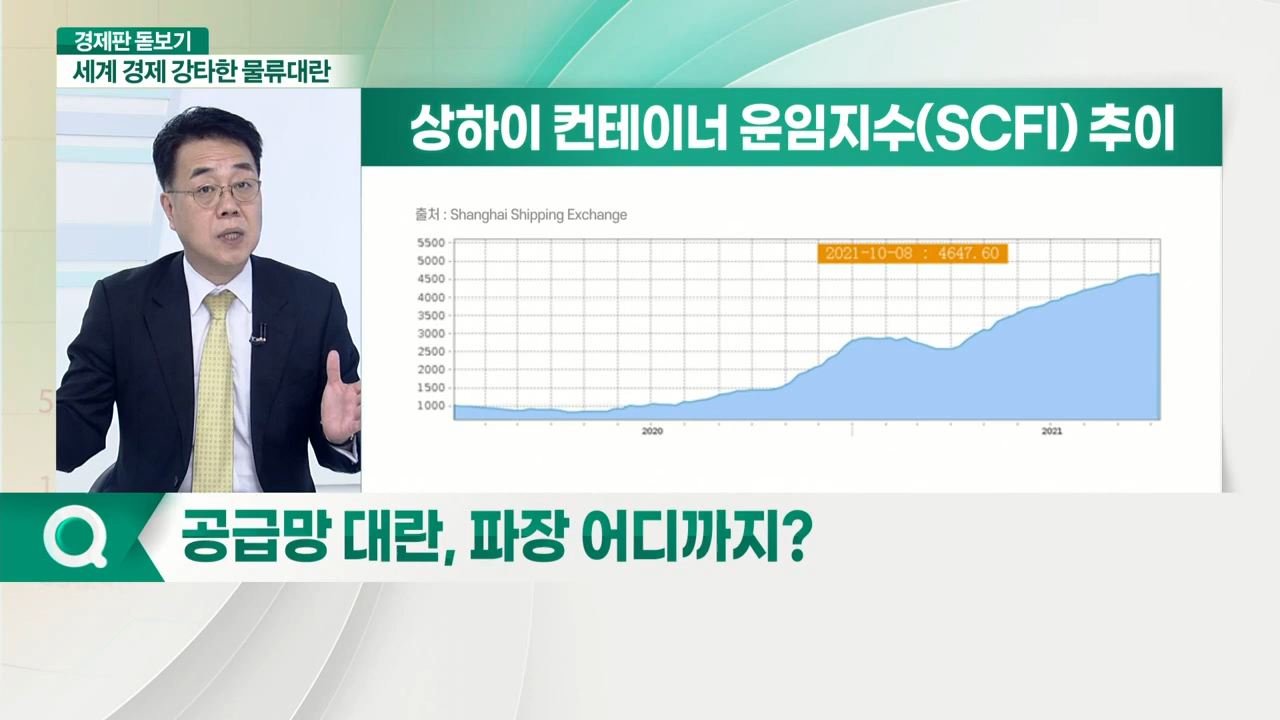 경제판 돋보기
세계 경제 강타한 물류대란
상하이 컨테이너 운임지수(SCFI) 추이
출처 : Shanghai Shipping Exchange
2021-10-08 : 4647.60
5500
5000
4500
4000
3500
3000
2500
2000
1500
1000
2020
2021
5
1
Q
공급망 대란, 파장 어디까지?